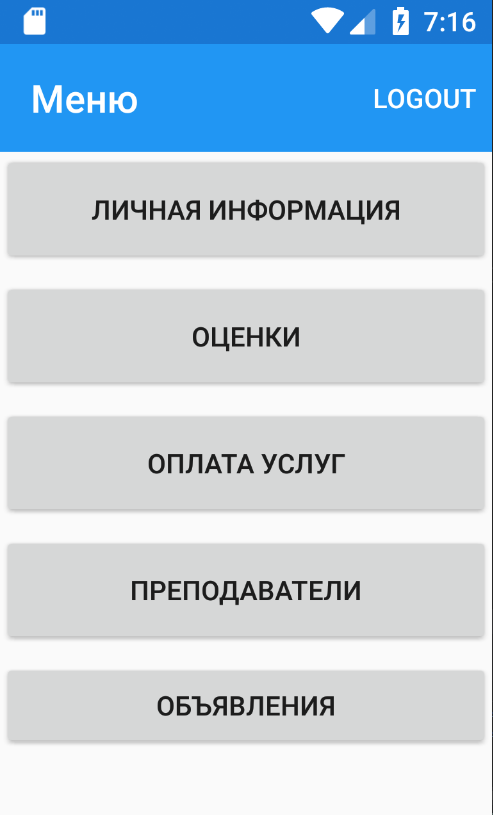 7:16
Меню
LOGOUT
ЛИЧНАЯ ИНФОРМАЦИЯ
ОЦЕНКИ
ОПЛАТА УСЛУГ
ПРЕПОДАВАТЕЛИ
ОБЪЯВЛЕНИЯ